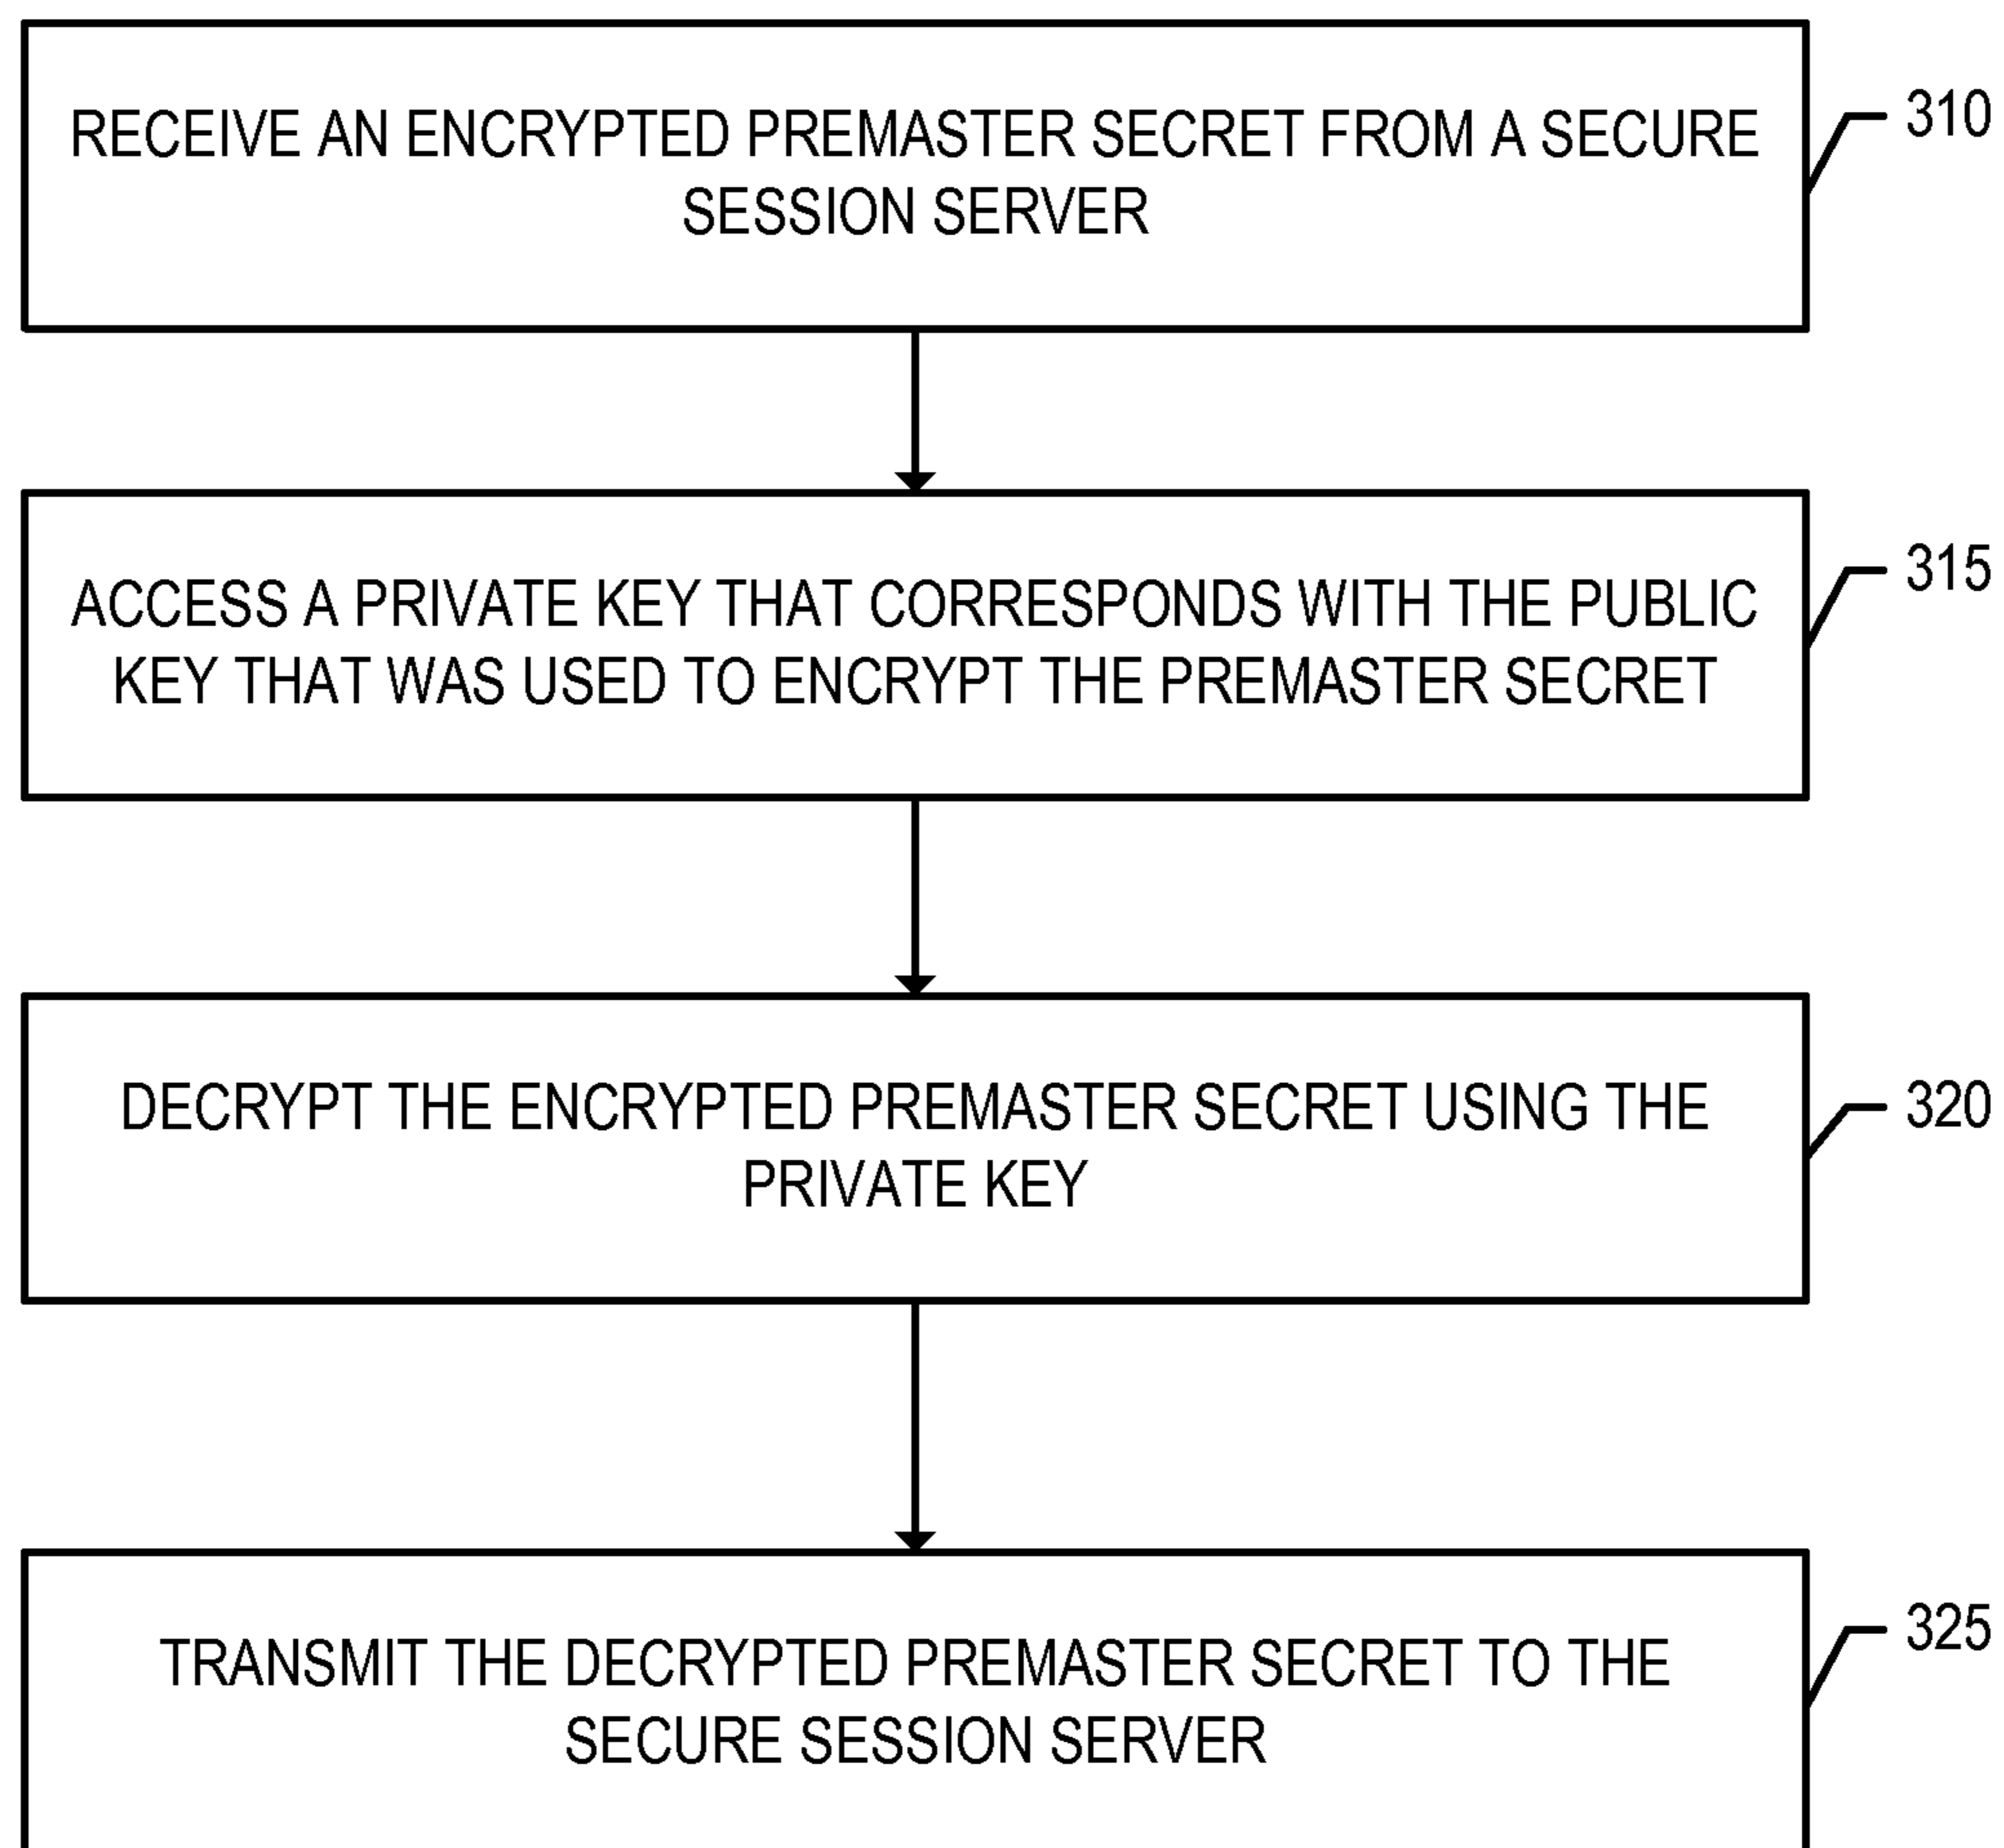 RECEIVE AN ENCRYPTED PREMASTER SECRET FROM A SECURE
SESSION SERVER
310
ACCESS A PRIVATE KEY THAT CORRESPONDS WITH THE PUBLIC
KEY THAT WAS USED TO ENCRYPT THE PREMASTER SECRET
315
DECRYPT THE ENCRYPTED PREMASTER SECRET USING THE
PRIVATE KEY
320
TRANSMIT THE DECRYPTED PREMASTER SECRET TO THE
SECURE SESSION SERVER
325